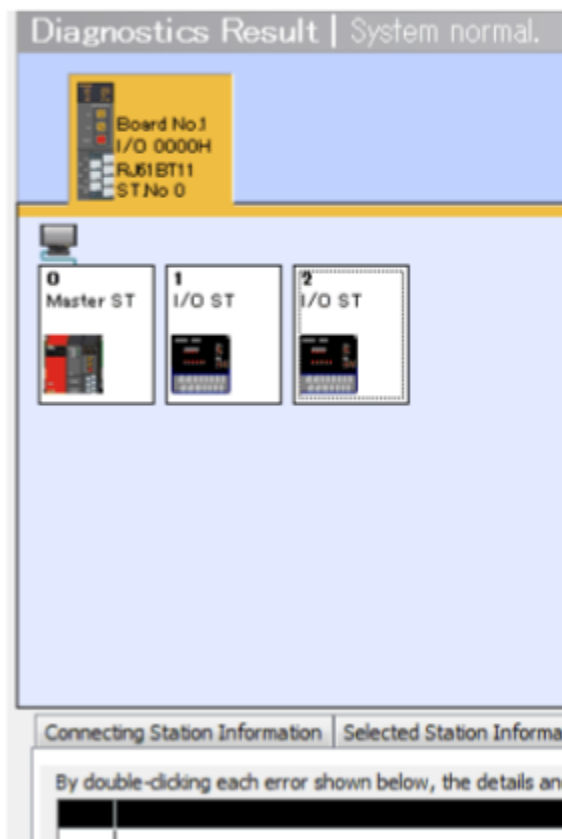 Diagnostics Result | System normal.
Board No.1
I/O 0000H
RJ61BT11
ST.No 0
0
Master ST
1
I/O ST
2
I/O ST
Connecting Station Information
Selected Station Informa
By double-clicking each error shown below, the details an